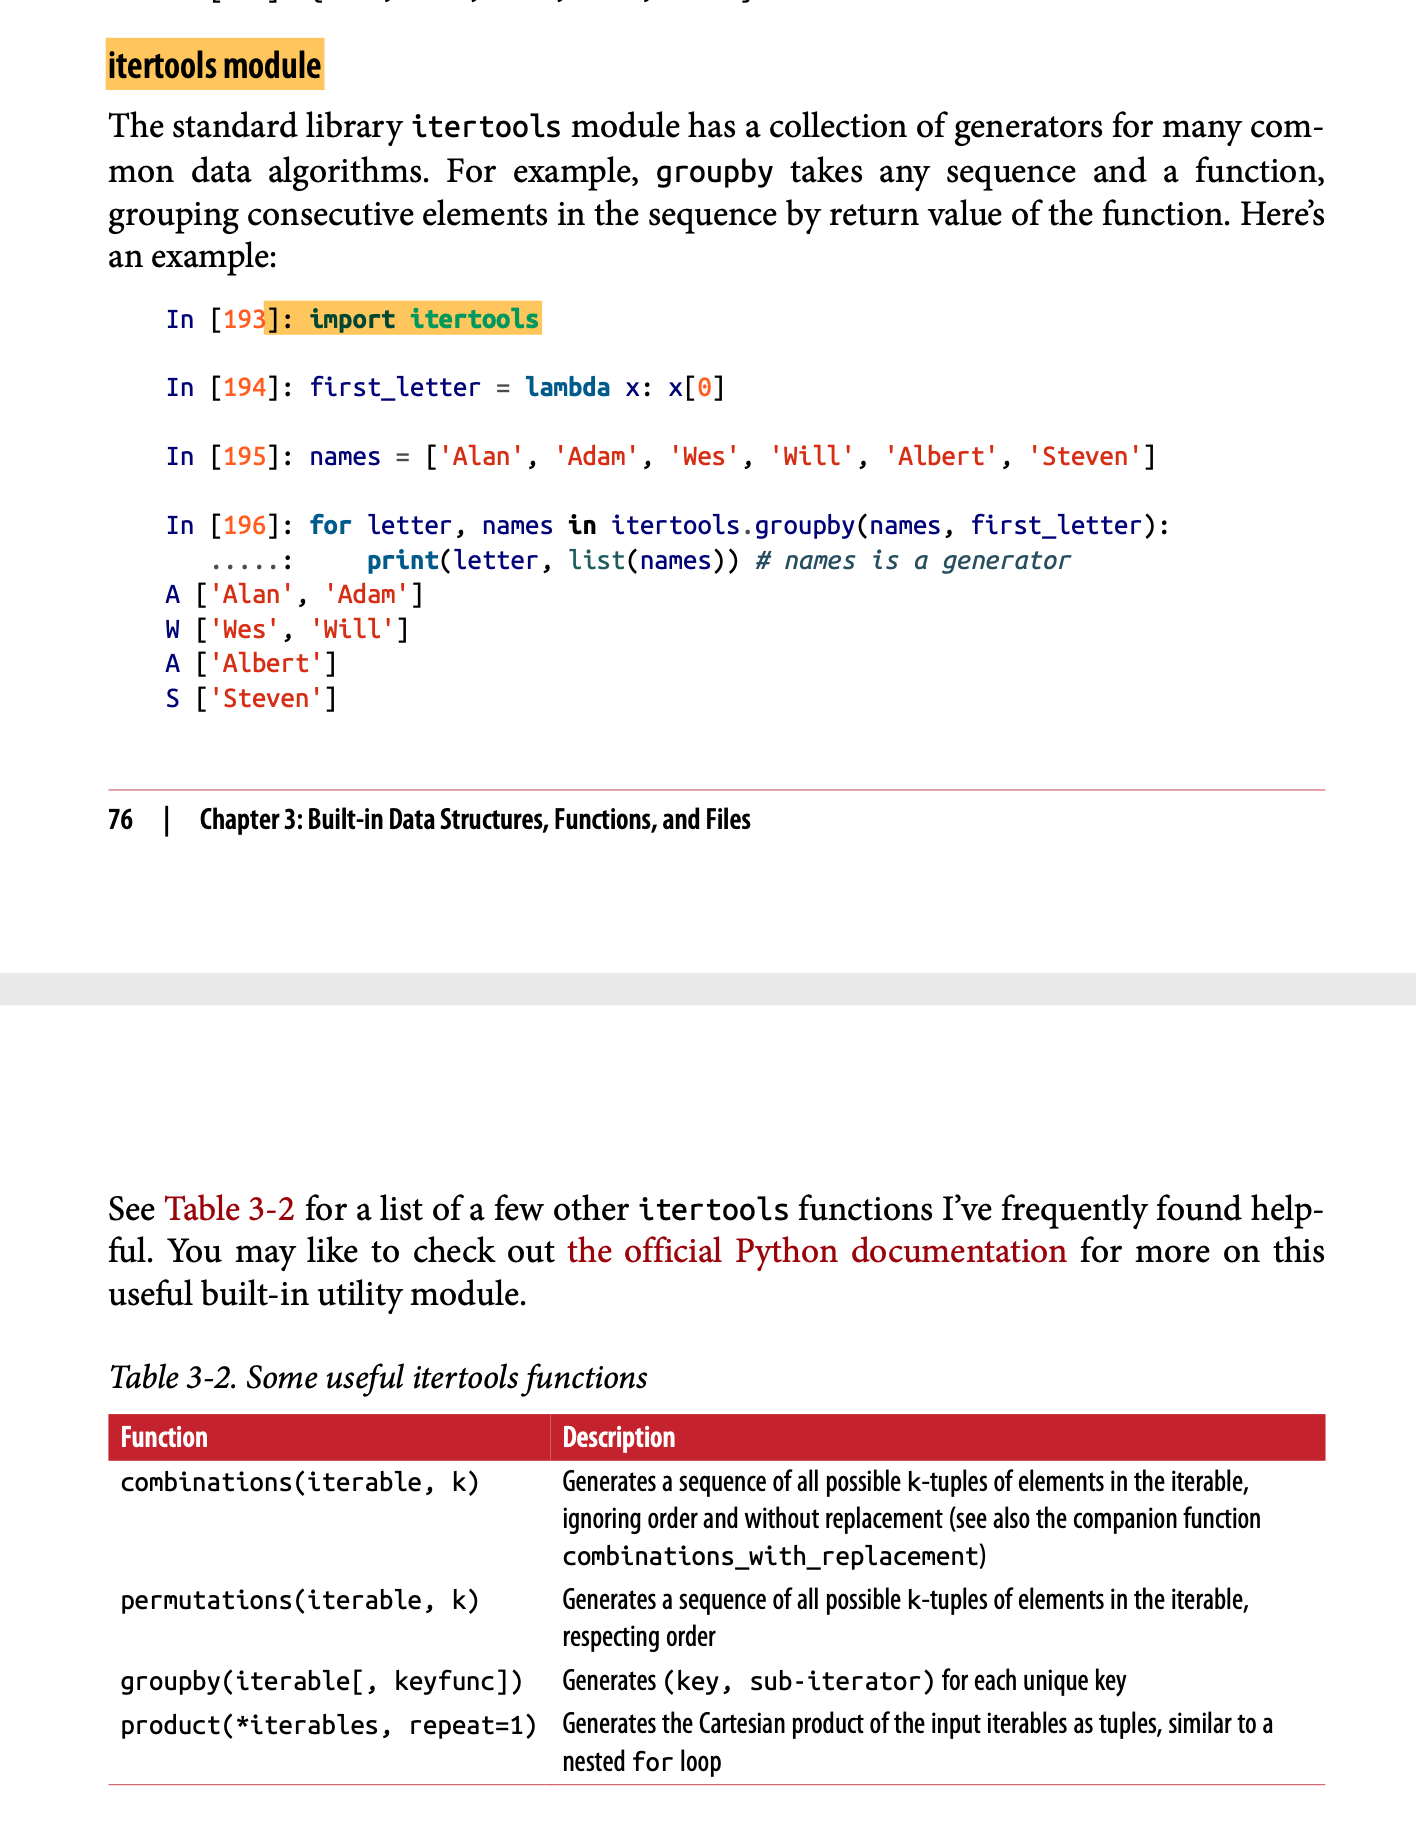 itertools module
The standard library itertools module has a collection of generators for many com-
mon data algorithms. For example, groupby takes any sequence and a function,
grouping consecutive elements in the sequence by return value of the function. Here's
an example:
In [193]: import itertools
In [194]: first_letter = lambda x: x[0]
In [195]: names = ['Alan', 'Adam', 'Wes', 'Will', 'Albert', 'Steven']
In [196]: for letter, names in itertools.groupby(names, first_letter):
.....:     print(letter, list(names)) # names is a generator
A ['Alan', 'Adam']
W ['Wes', 'Will']
A ['Albert']
S ['Steven']
76 | Chapter 3: Built-in Data Structures, Functions, and Files
See Table 3-2 for a list of a few other itertools functions I've frequently found help-
ful. You may like to check out the official Python documentation for more on this
useful built-in utility module.
Table 3-2. Some useful itertools functions
Function Description
combinations(iterable, k) Generates a sequence of all possible k-tuples of elements in the iterable,
ignoring order and without replacement (see also the companion function
combinations_with_replacement)
permutations(iterable, k) Generates a sequence of all possible k-tuples of elements in the iterable,
respecting order
groupby(iterable[, keyfunc]) Generates (key, sub-iterator) for each unique key
product(*iterables, repeat=1) Generates the Cartesian product of the input iterables as tuples, similar to a
nested for loop